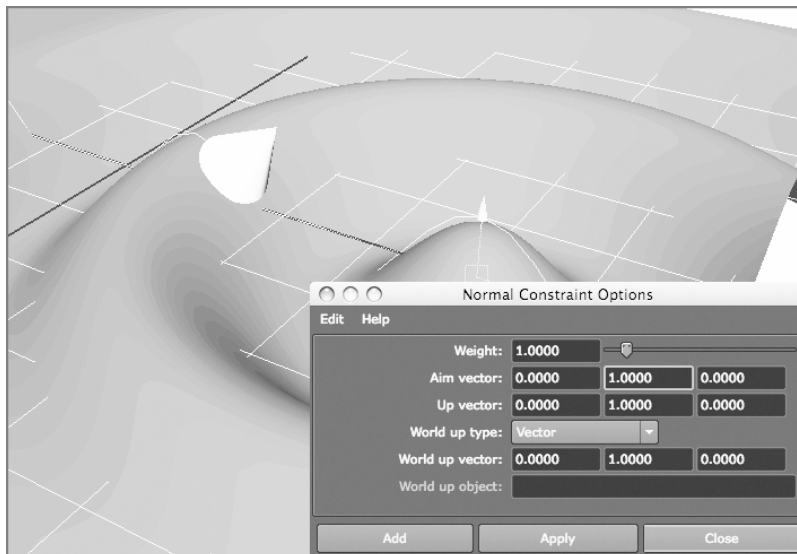 Normal Constraint Options
Edit Help
Weight: 1.0000
Aim vector: 0.0000 1.0000 0.0000
Up vector: 0.0000 1.0000 0.0000
World up type: Vector
World up vector: 0.0000 1.0000 0.0000
World up object:
Add Apply Close